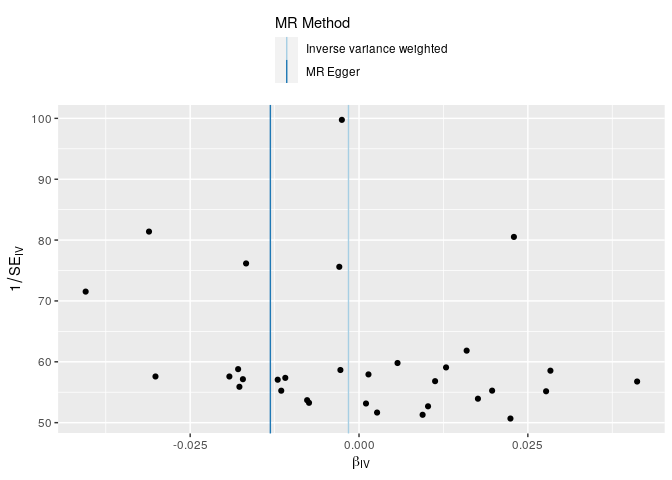 MR Method
Inverse variance weighted
MR Egger
100
90
80
70
60
50
1/SE_IV
-0.025
0.000
0.025
β_IV